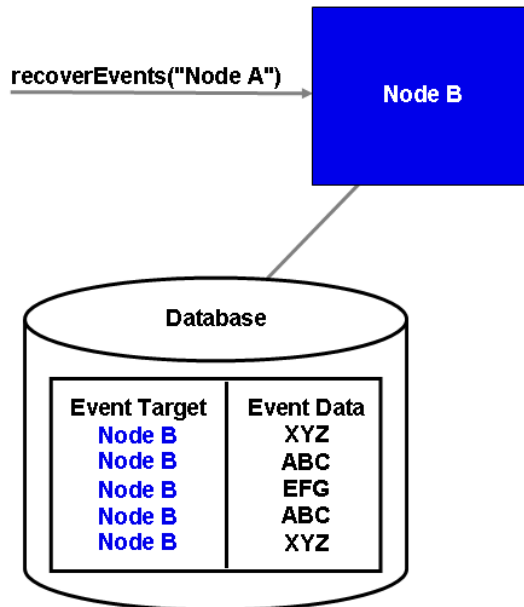 recoverEvents("Node A")
Node B
Database
Event Target Event Data
Node B XYZ
Node B ABC
Node B EFG
Node B ABC
Node B XYZ